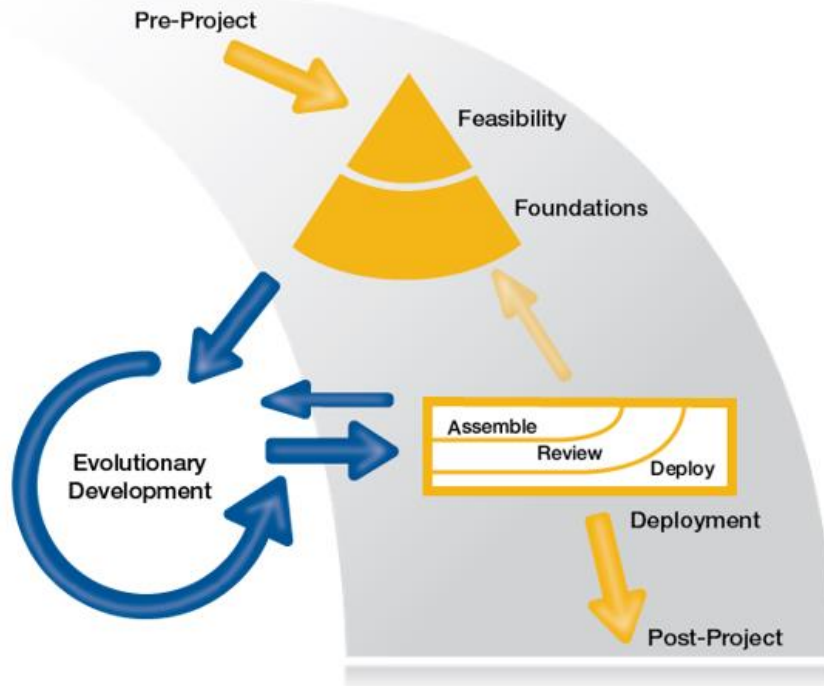 Pre-Project
Feasibility
Foundations
Evolutionary
Development
Assemble
Review
Deploy
Deployment
Post-Project